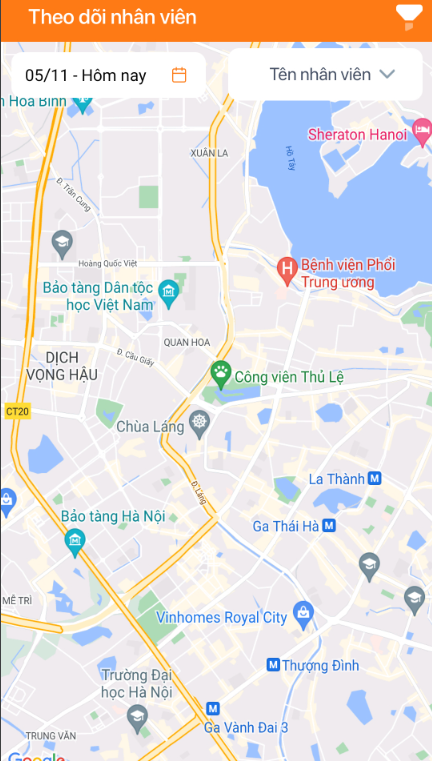 Theo dõi nhân viên
05/11 - Hôm nay
Tên nhân viên
Hoà Bình
Sheraton Hanoi
XUÂN LA
Hồ Tây
Đ. Trần Cung
Hoàng Quốc Việt
Bệnh viện Phổi
Trung ương
Bảo tàng Dân tộc
học Việt Nam
QUAN HOA
DỊCH
VỌNG HẬU
Đ. Cầu Giấy
Công viên Thủ Lệ
CT20
Chùa Láng
La Thành M
Đ. Láng
Bảo tàng Hà Nội
Ga Thái Hà M
MỄ TRÌ
Vinhomes Royal City
M Thượng Đình
Trường Đại
học Hà Nội
M
Ga Vành Đai 3
TRUNG VĂN
Google